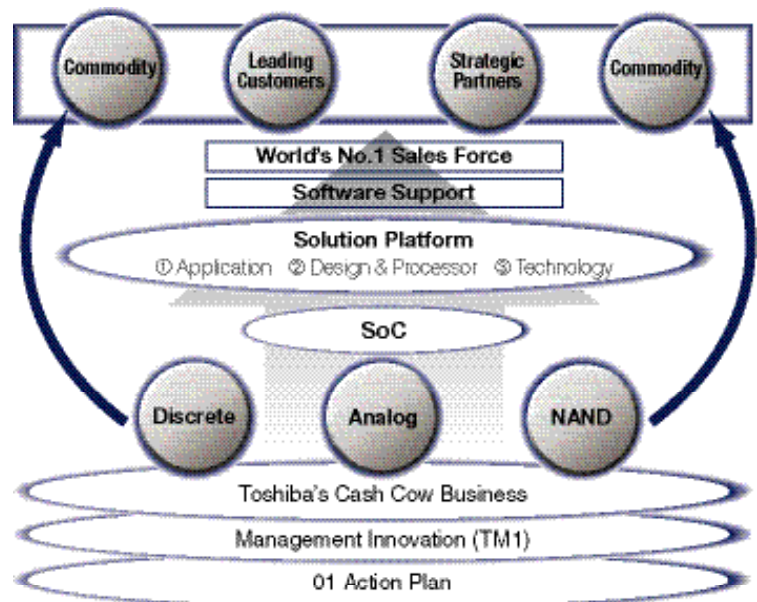 Commodity
Leading
Customers
Strategic
Partners
Commodity
World's No.1 Sales Force
Software Support
Solution Platform
① Application ② Design & Processor ③ Technology
SoC
Discrete
Analog
NAND
Toshiba's Cash Cow Business
Management Innovation (TM1)
01 Action Plan